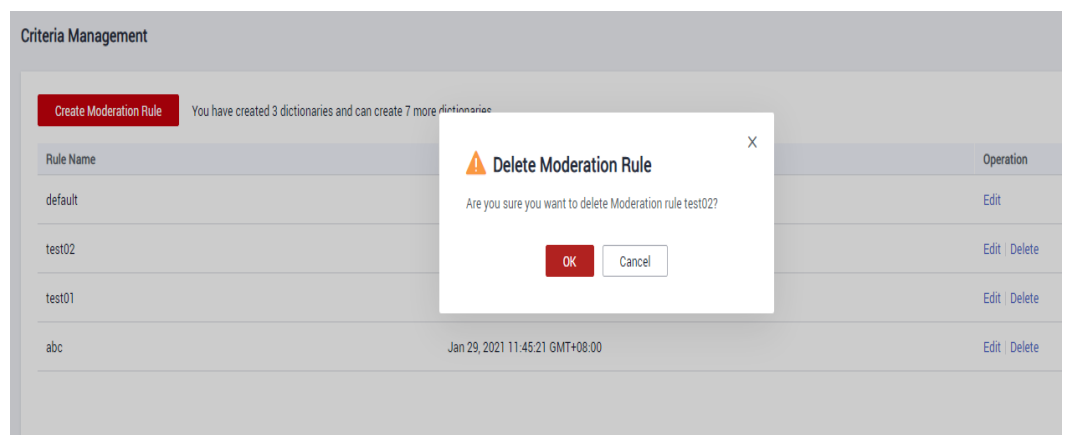 Criteria Management
Create Moderation Rule You have created 3 dictionaries and can create 7 more dictionaries
X
Delete Moderation Rule
Are you sure you want to delete Moderation rule test02?
OK Cancel
Rule Name Operation
default Edit
test02 Edit | Delete
test01 Edit | Delete
abc Jan 29, 2021 11:45:21 GMT+08:00 Edit | Delete